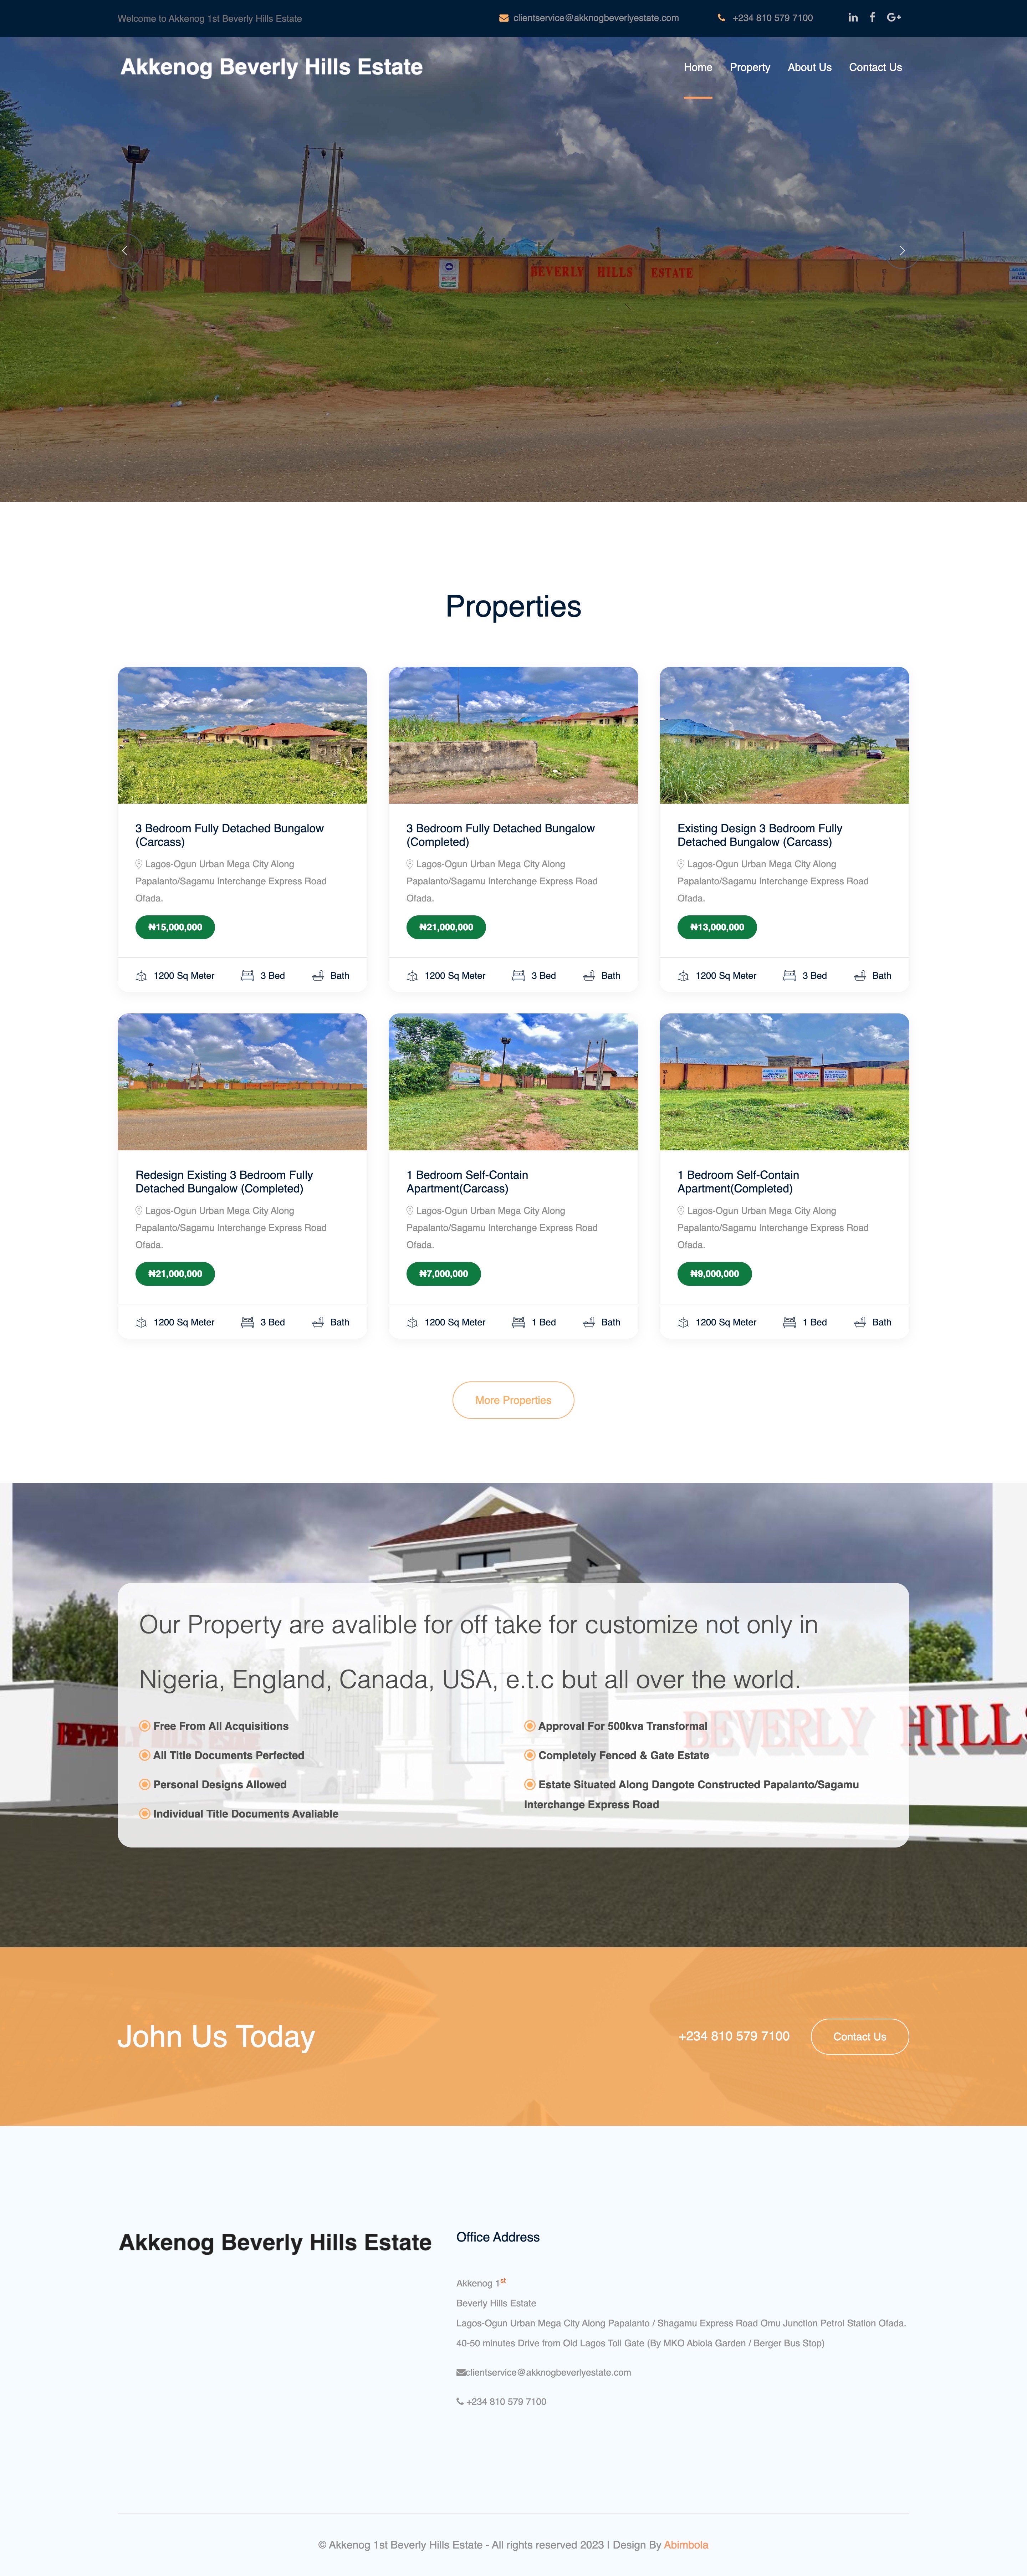 Welcome to Akkenog 1st Beverly Hills Estate
clientservice@akknogbeverlyestate.com
+234 810 579 7100
Akkenog Beverly Hills Estate
Home
Property
About Us
Contact Us
BEVERLY HILLS ESTATE
Properties
3 Bedroom Fully Detached Bungalow
(Carcass)
Lagos-Ogun Urban Mega City Along
Papalanto/Sagamu Interchange Express Road
Ofada.
₦15,000,000
1200 Sq Meter
3 Bed
Bath
3 Bedroom Fully Detached Bungalow
(Completed)
Lagos-Ogun Urban Mega City Along
Papalanto/Sagamu Interchange Express Road
Ofada.
₦21,000,000
1200 Sq Meter
3 Bed
Bath
Existing Design 3 Bedroom Fully
Detached Bungalow (Carcass)
Lagos-Ogun Urban Mega City Along
Papalanto/Sagamu Interchange Express Road
Ofada.
₦13,000,000
1200 Sq Meter
3 Bed
Bath
Redesign Existing 3 Bedroom Fully
Detached Bungalow (Completed)
Lagos-Ogun Urban Mega City Along
Papalanto/Sagamu Interchange Express Road
Ofada.
₦21,000,000
1200 Sq Meter
3 Bed
Bath
1 Bedroom Self-Contain
Apartment(Carcass)
Lagos-Ogun Urban Mega City Along
Papalanto/Sagamu Interchange Express Road
Ofada.
₦7,000,000
1200 Sq Meter
1 Bed
Bath
1 Bedroom Self-Contain
Apartment(Completed)
Lagos-Ogun Urban Mega City Along
Papalanto/Sagamu Interchange Express Road
Ofada.
₦9,000,000
1200 Sq Meter
1 Bed
Bath
More Properties
Our Property are avalible for off take for customize not only in
Nigeria, England, Canada, USA, e.t.c but all over the world.
Free From All Acquisitions
All Title Documents Perfected
Personal Designs Allowed
Individual Title Documents Avaliable
Approval For 500kva Transformal
Completely Fenced & Gate Estate
Estate Situated Along Dangote Constructed Papalanto/Sagamu
Interchange Express Road
BEVERLY HILLS
John Us Today
+234 810 579 7100
Contact Us
Akkenog Beverly Hills Estate
Office Address
Akkenog 1st
Beverly Hills Estate
Lagos-Ogun Urban Mega City Along Papalanto / Shagamu Express Road Omu Junction Petrol Station Ofada.
40-50 minutes Drive from Old Lagos Toll Gate (By MKO Abiola Garden / Berger Bus Stop)
clientservice@akknogbeverlyestate.com
+234 810 579 7100
© Akkenog 1st Beverly Hills Estate - All rights reserved 2023 | Design By Abimbola